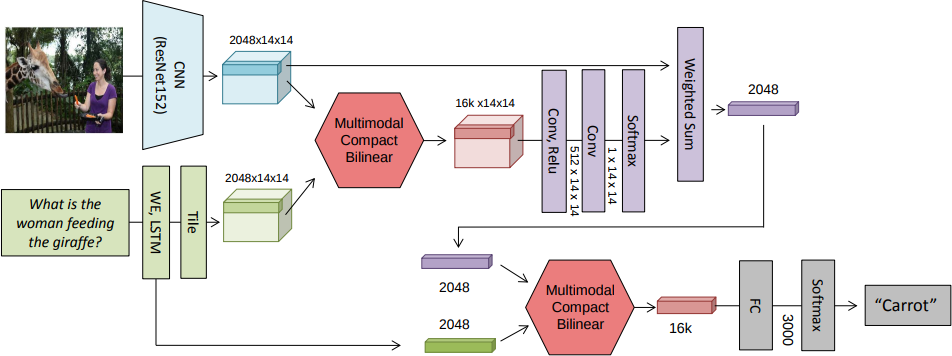 CNN
(ResNet152)
2048x14x14
Multimodal
Compact
Bilinear
16k x14x14
Conv, Relu
512 x 14 x 14
Conv
1 x 14 x 14
Softmax
Weighted Sum
2048
What is the
woman feeding
the giraffe?
WE, LSTM
Tile
2048x14x14
2048
2048
Multimodal
Compact
Bilinear
16k
FC
3000
Softmax
“Carrot”